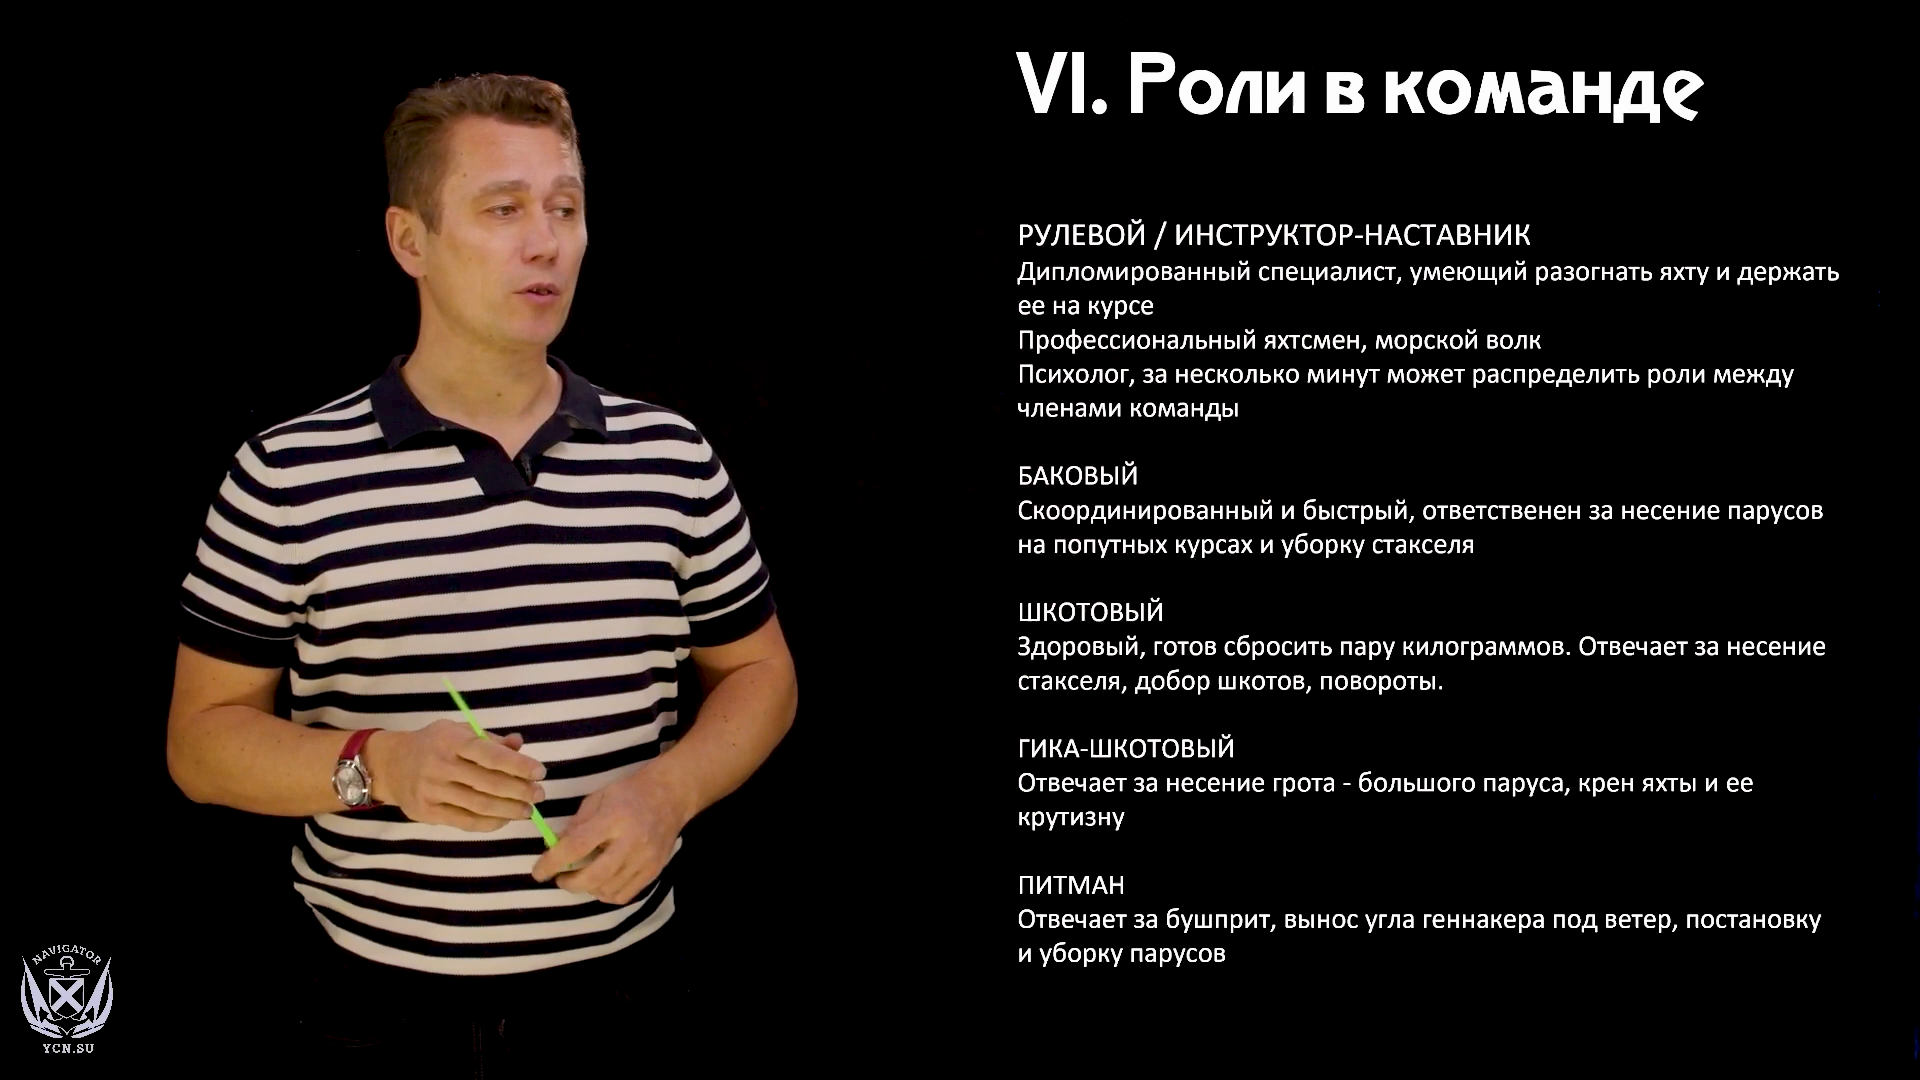 VI. Роли в команде
РУЛЕВОЙ / ИНСТРУКТОР-НАСТАВНИК
Дипломированный специалист, умеющий разогнать яхту и держать
ее на курсе
Профессиональный яхтсмен, морской волк
Психолог, за несколько минут может распределить роли между
членами команды
БАКОВЫЙ
Скоординированный и быстрый, ответственен за несение парусов
на попутных курсах и уборку стакселя
ШКОТОВЫЙ
Здоровый, готов сбросить пару килограммов. Отвечает за несение
стакселя, добор шкотов, повороты.
ГИКА-ШКОТОВЫЙ
Отвечает за несение грота - большого паруса, крен яхты и ее
крутизну
ПИТМАН
Отвечает за бушприт, вынос угла геннакера под ветер, постановку
и уборку парусов
NAVIGATOR
YCN.SU